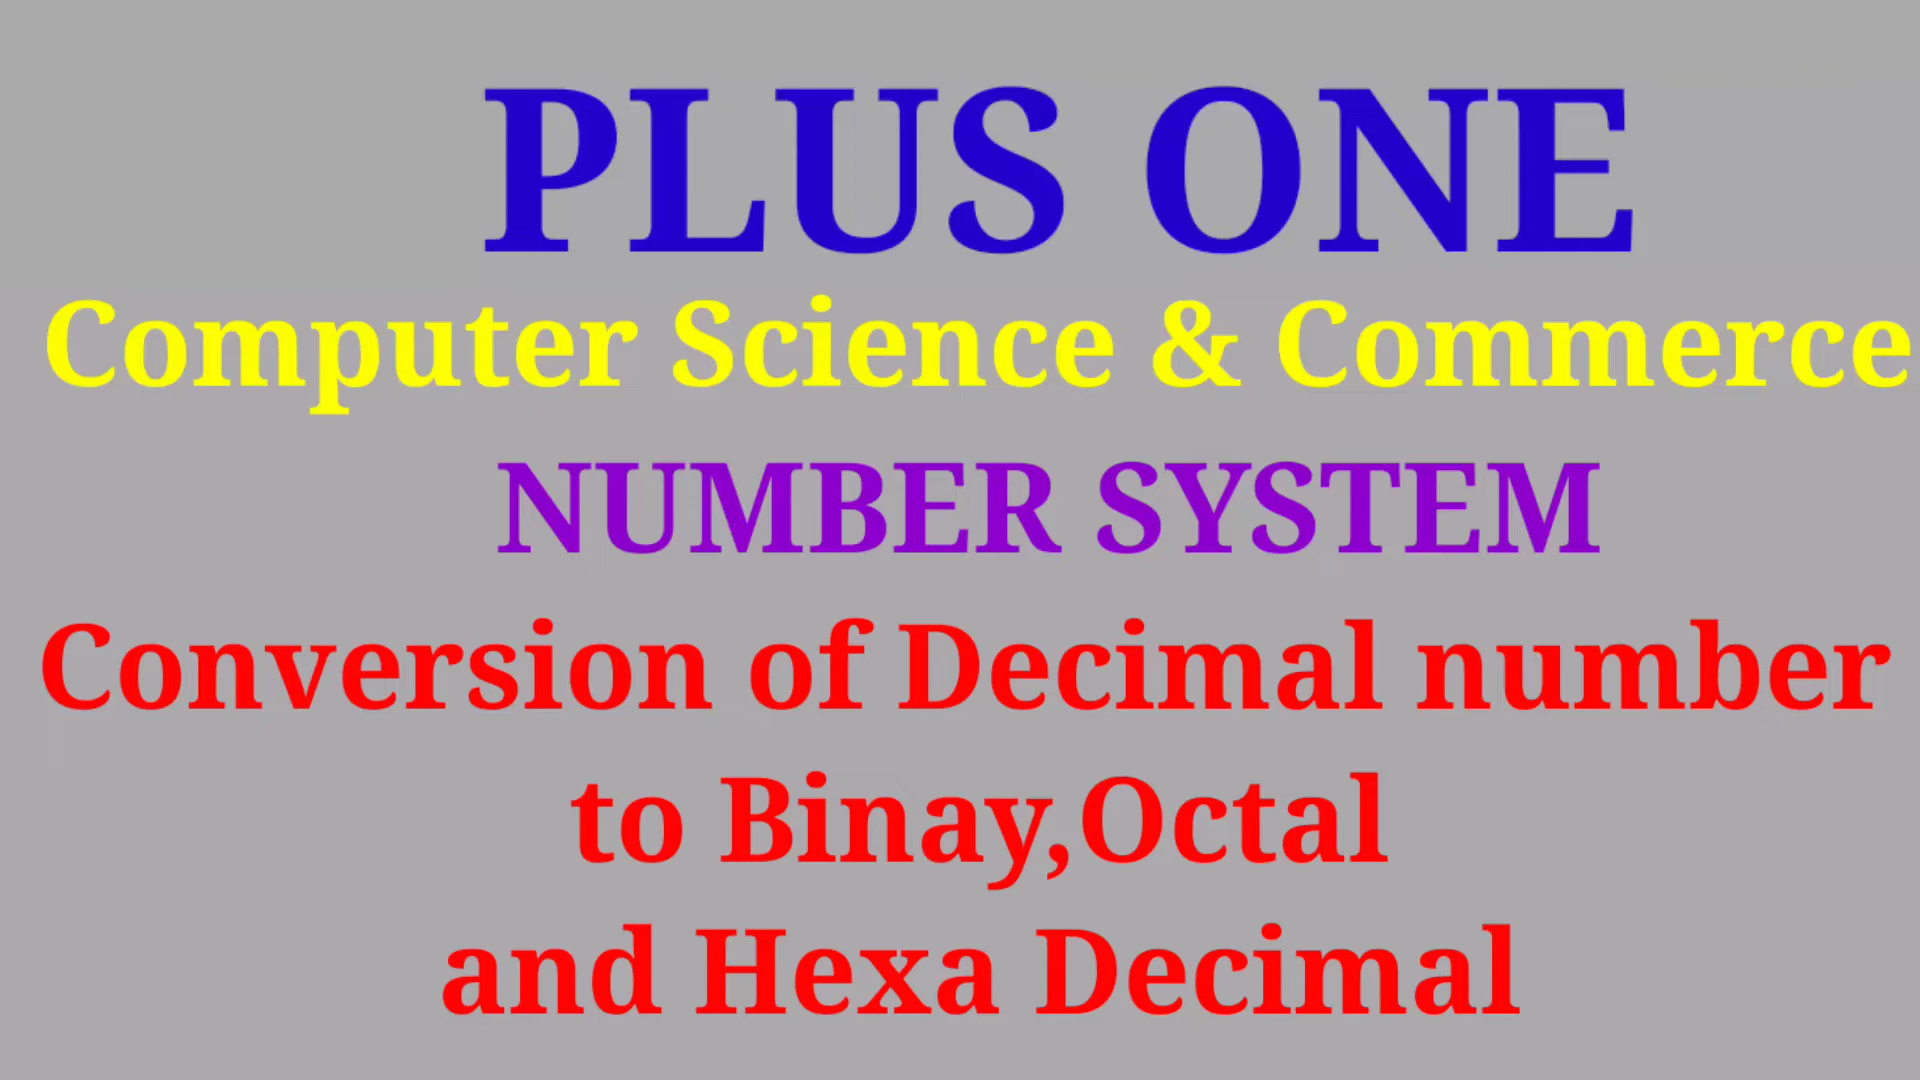 PLUS ONE
Computer Science & Commerce
NUMBER SYSTEM
Conversion of Decimal number
to Binay,Octal
and Hexa Decimal